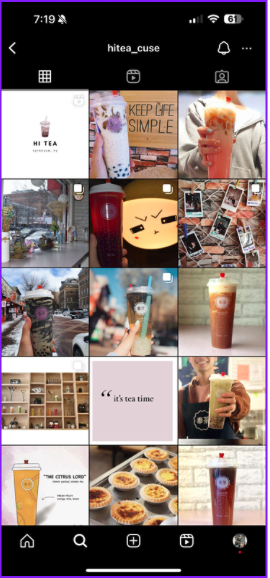 7:19
61
hitea_cuse
KEEP LIFE
SIMPLE
HI TEA
“ it's tea time
"THE CITRUS LORD"